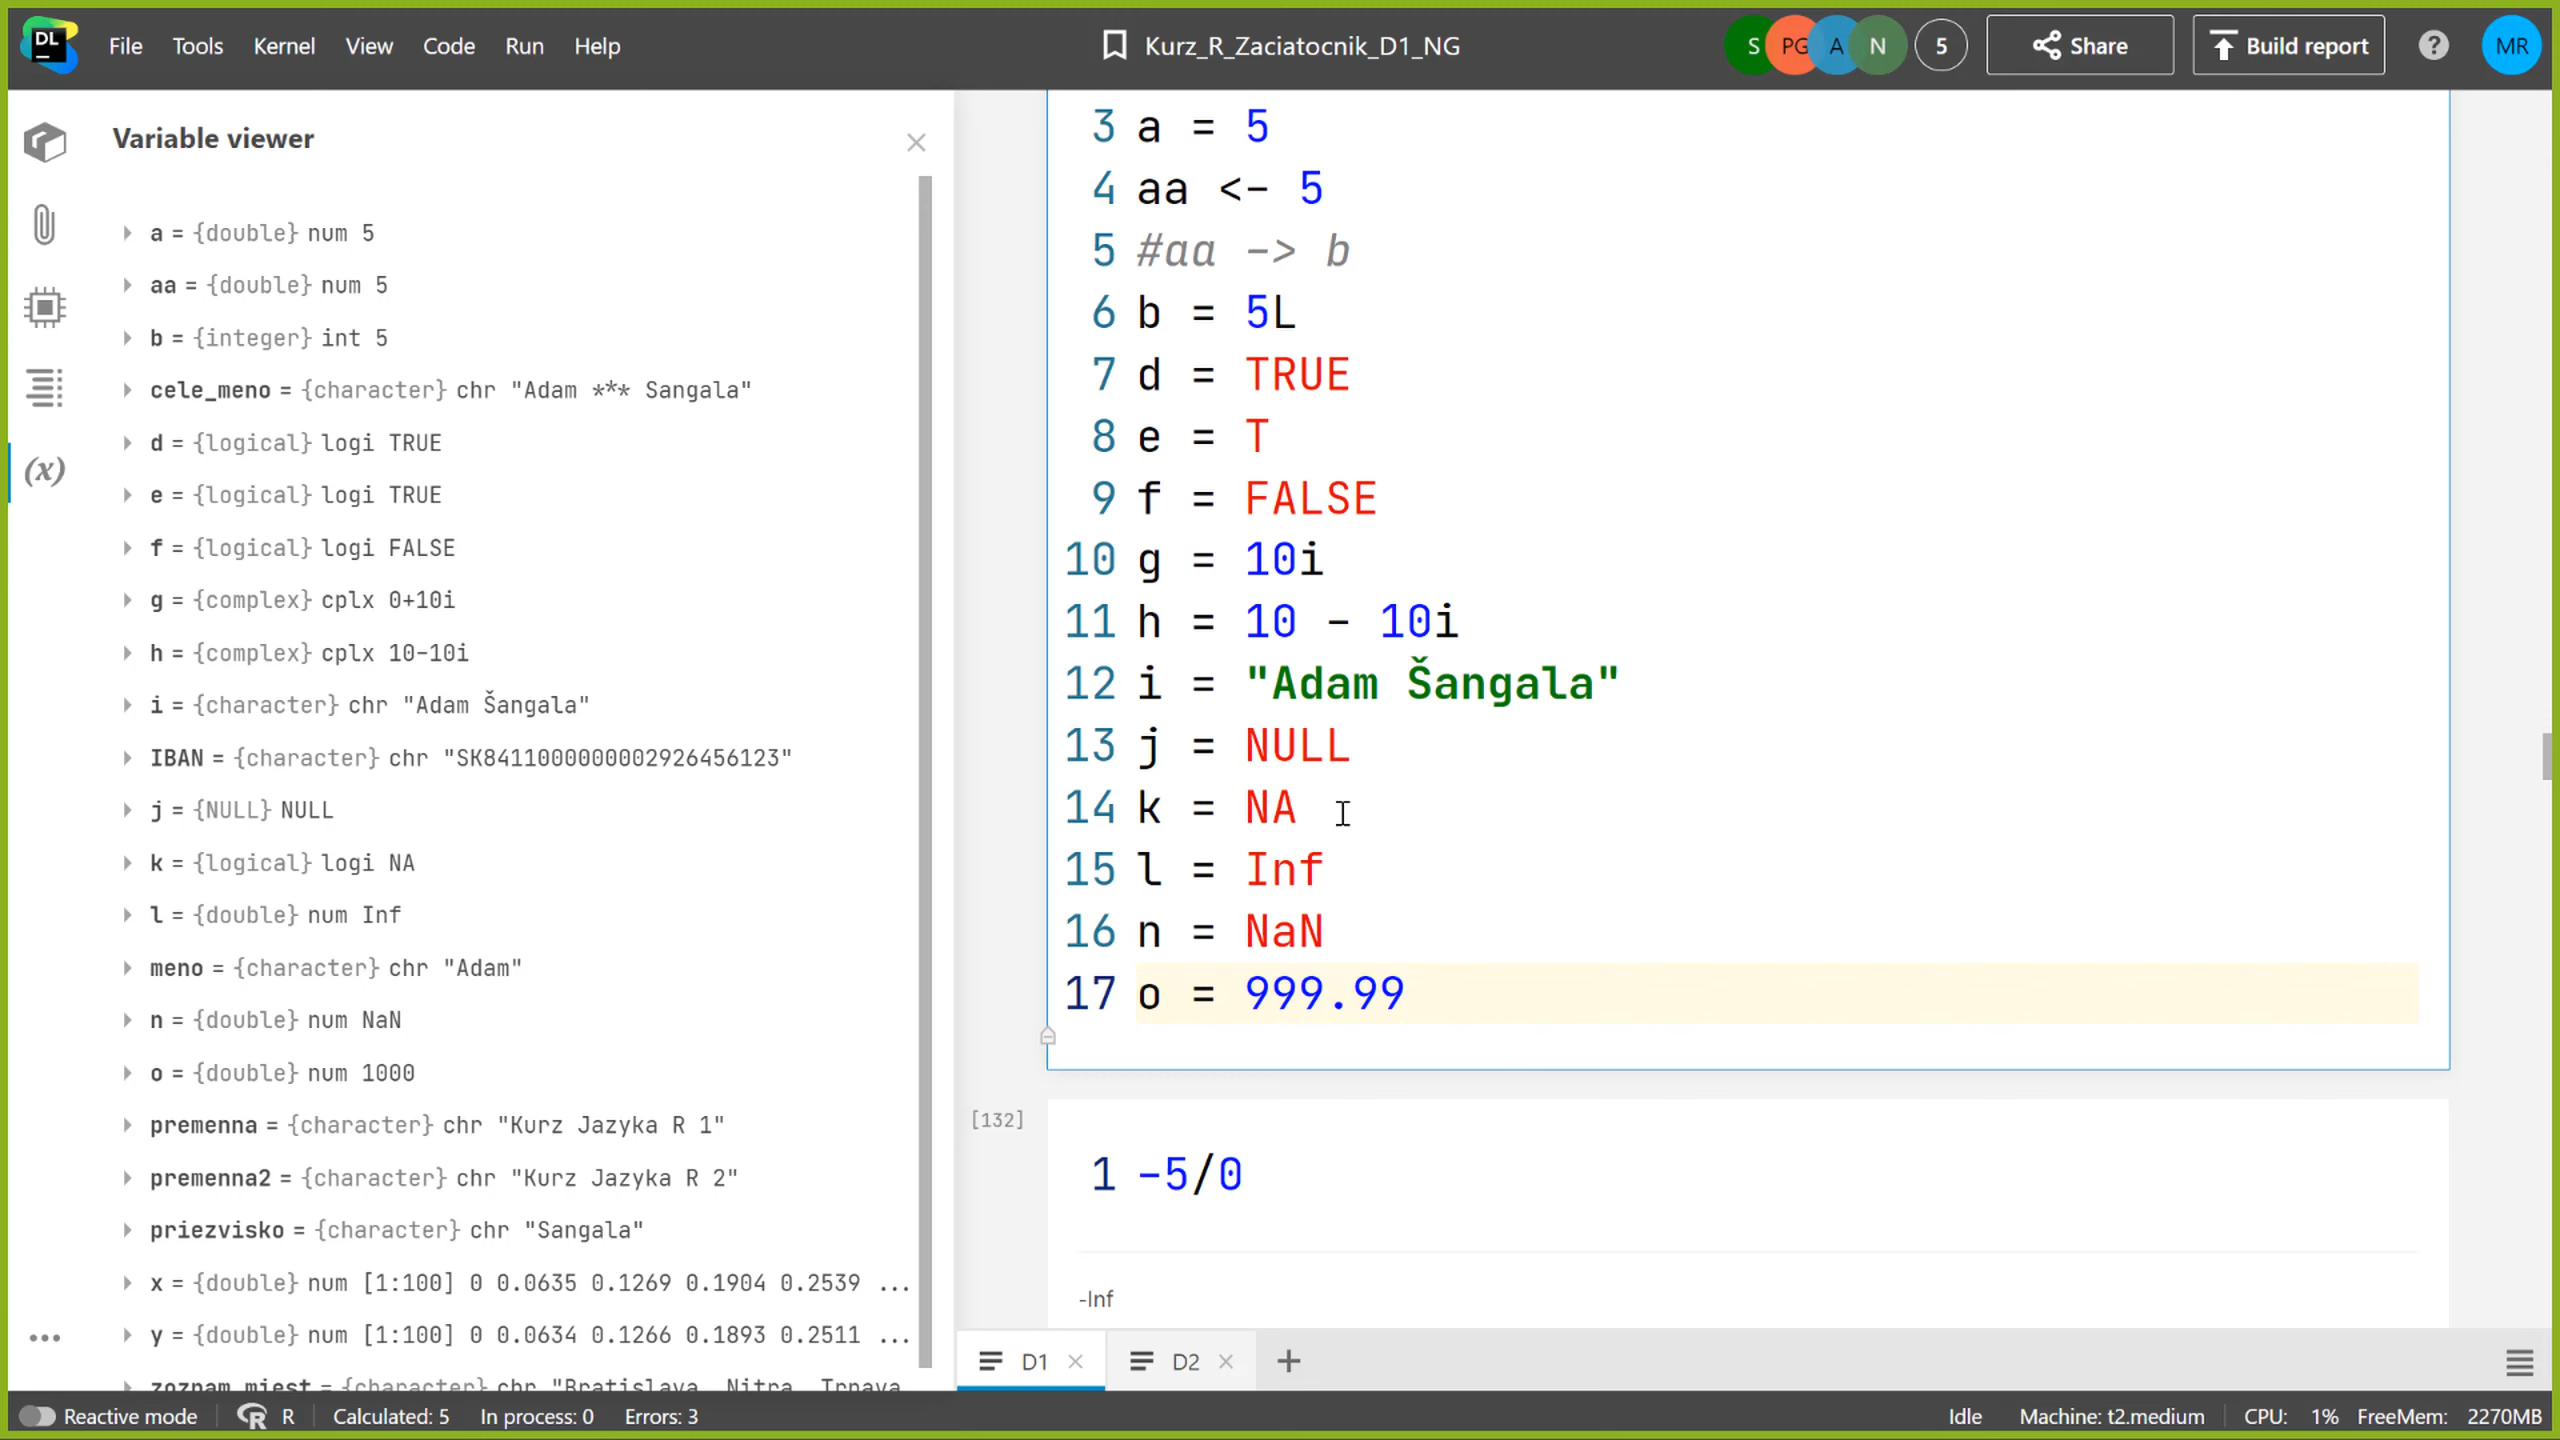 DL
File Tools Kernel View Code Run Help
Kurz_R_Zaciatocnik_D1_NG
S PG A N 5
Share
Build report
?
MR
Variable viewer
a = {double} num 5
aa = {double} num 5
b = {integer} int 5
cele_meno = {character} chr "Adam *** Sangala"
d = {logical} logi TRUE
e = {logical} logi TRUE
f = {logical} logi FALSE
g = {complex} cplx 0+10i
h = {complex} cplx 10-10i
i = {character} chr "Adam Šangala"
IBAN = {character} chr "SK8411000000002926456123"
j = {NULL} NULL
k = {logical} logi NA
l = {double} num Inf
meno = {character} chr "Adam"
n = {double} num NaN
o = {double} num 1000
premenna = {character} chr "Kurz Jazyka R 1"
premenna2 = {character} chr "Kurz Jazyka R 2"
priezvisko = {character} chr "Sangala"
x = {double} num [1:100] 0 0.0635 0.1269 0.1904 0.2539 ...
y = {double} num [1:100] 0 0.0634 0.1266 0.1893 0.2511 ...
zoznam_miest = {character} chr "Bratislava, Nitra, Trnava,
(x)
3 a = 5
4 aa <- 5
5 #aa -> b
6 b = 5L
7 d = TRUE
8 e = T
9 f = FALSE
10 g = 10i
11 h = 10 - 10i
12 i = "Adam Šangala"
13 j = NULL
14 k = NA
15 l = Inf
16 n = NaN
17 o = 999.99
[132]
1 -5/0
-Inf
D1
D2
Reactive mode
R
Calculated: 5
In process: 0
Errors: 3
Idle
Machine: t2.medium
CPU: 1%
FreeMem: 2270MB